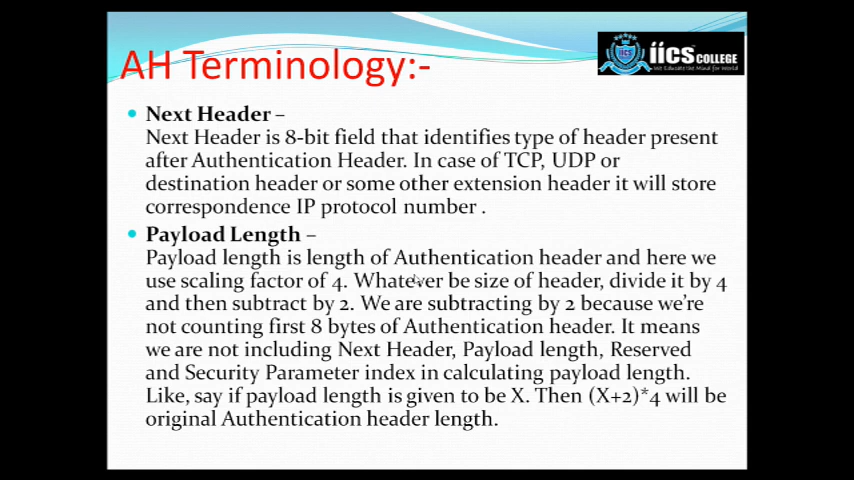 AH Terminology:-
iics COLLEGE
We Educate the Mind for World
Next Header –
Next Header is 8-bit field that identifies type of header present
after Authentication Header. In case of TCP, UDP or
destination header or some other extension header it will store
correspondence IP protocol number .
Payload Length –
Payload length is length of Authentication header and here we
use scaling factor of 4. Whatever be size of header, divide it by 4
and then subtract by 2. We are subtracting by 2 because we're
not counting first 8 bytes of Authentication header. It means
we are not including Next Header, Payload length, Reserved
and Security Parameter index in calculating payload length.
Like, say if payload length is given to be X. Then (X+2)*4 will be
original Authentication header length.